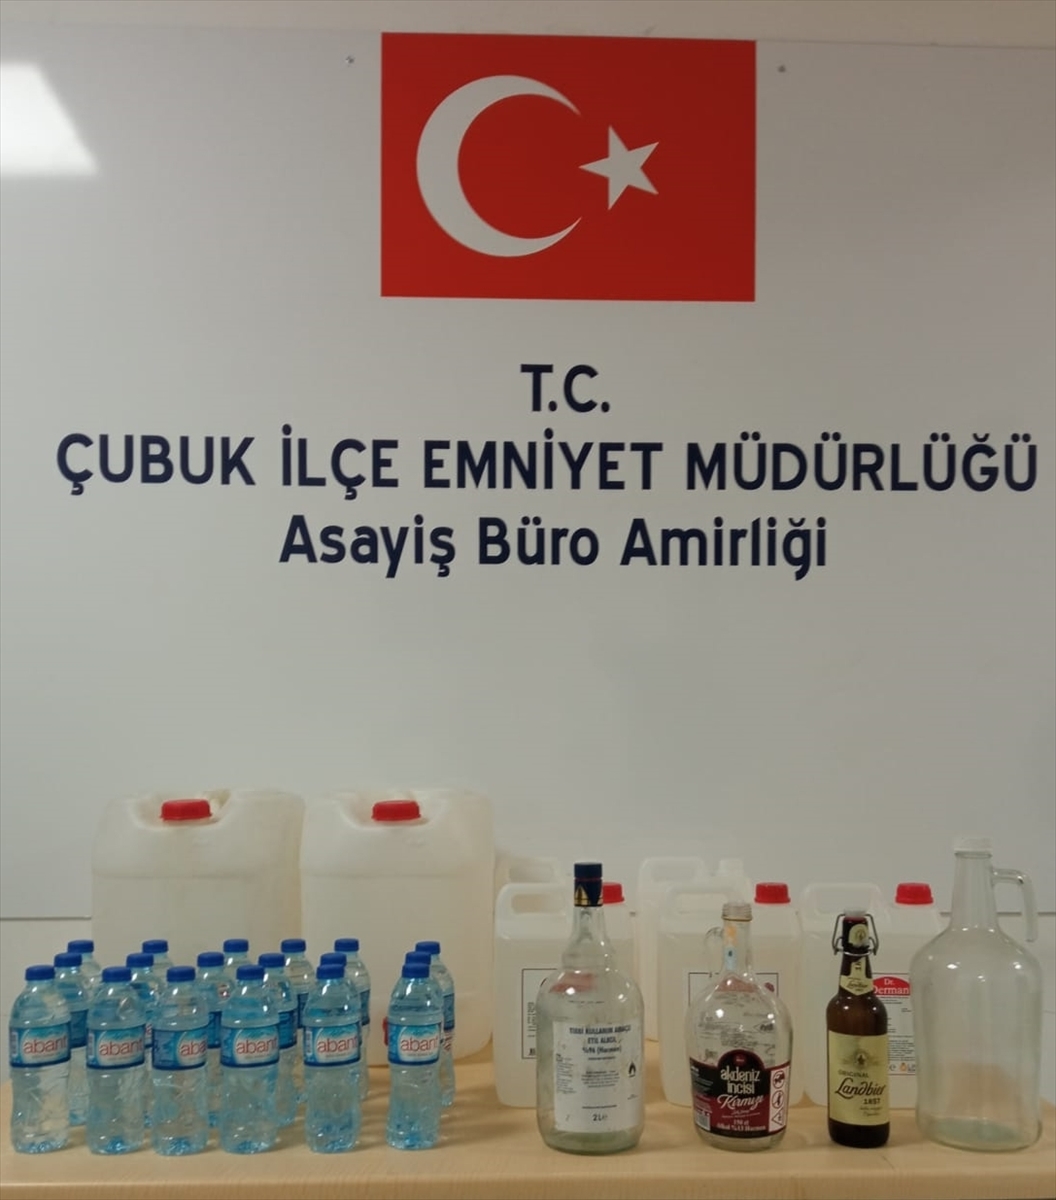 T.C.
ÇUBUK İLÇE EMNİYET MÜDÜRLÜĞÜ
Asayiş Büro Amirliği
abant
abant
abant
abant
abant
abant
ETİL ALKOL
2 L
akdeniz
incisi
Kırmızı
ORIGINAL
Landbier
1857
Dr.
Derman